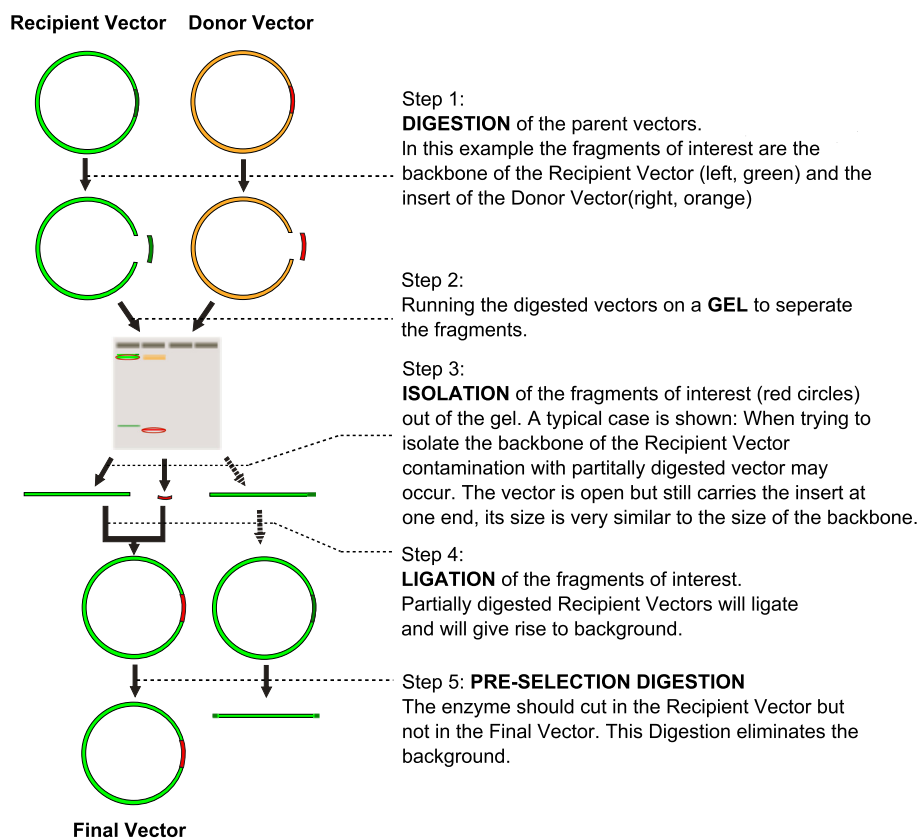 Recipient Vector Donor Vector
Step 1:
DIGESTION of the parent vectors.
In this example the fragments of interest are the
backbone of the Recipient Vector (left, green) and the
insert of the Donor Vector(right, orange)
Step 2:
Running the digested vectors on a GEL to seperate
the fragments.
Step 3:
ISOLATION of the fragments of interest (red circles)
out of the gel. A typical case is shown: When trying to
isolate the backbone of the Recipient Vector
contamination with partitally digested vector may
occur. The vector is open but still carries the insert at
one end, its size is very similar to the size of the backbone.
Step 4:
LIGATION of the fragments of interest.
Partially digested Recipient Vectors will ligate
and will give rise to background.
Step 5: PRE-SELECTION DIGESTION
The enzyme should cut in the Recipient Vector but
not in the Final Vector. This Digestion eliminates the
background.
Final Vector